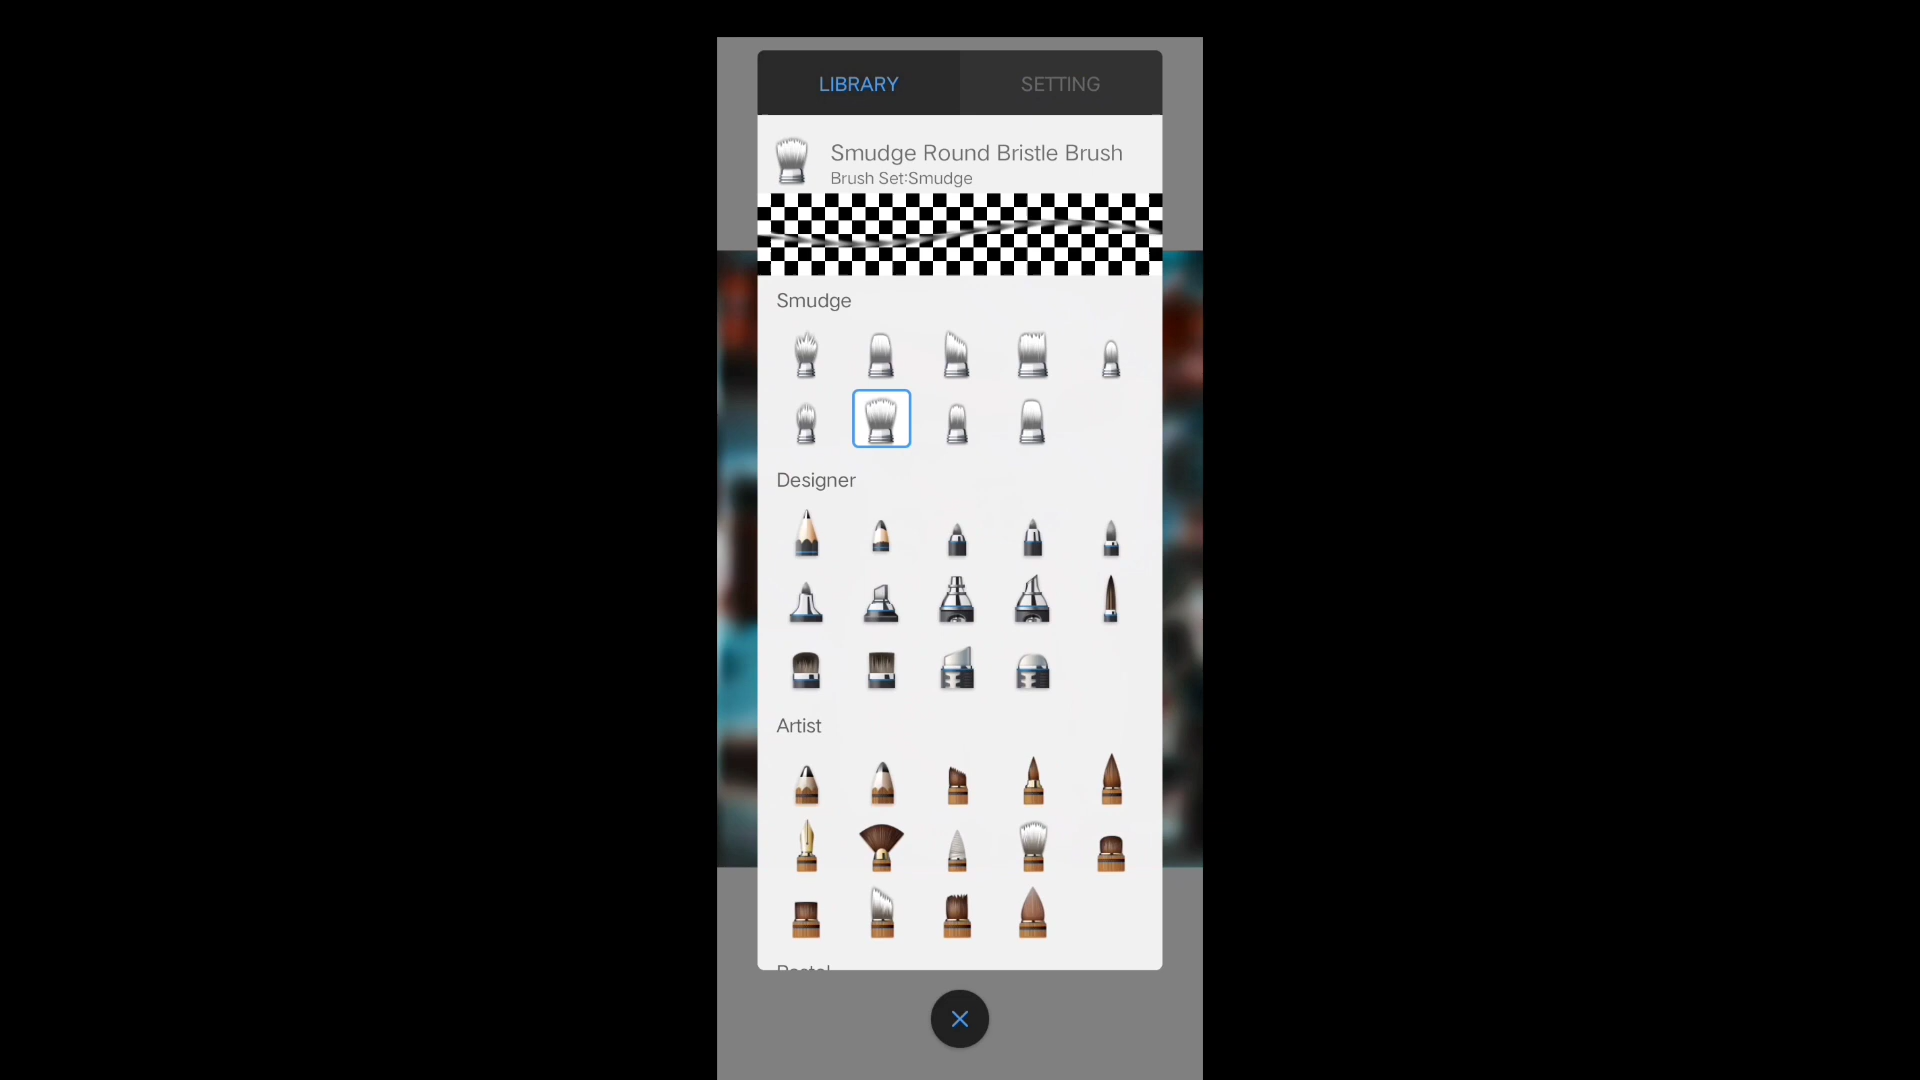 LIBRARY
SETTING
Smudge Round Bristle Brush
Brush Set:Smudge
Smudge
Designer
Artist
Pastel